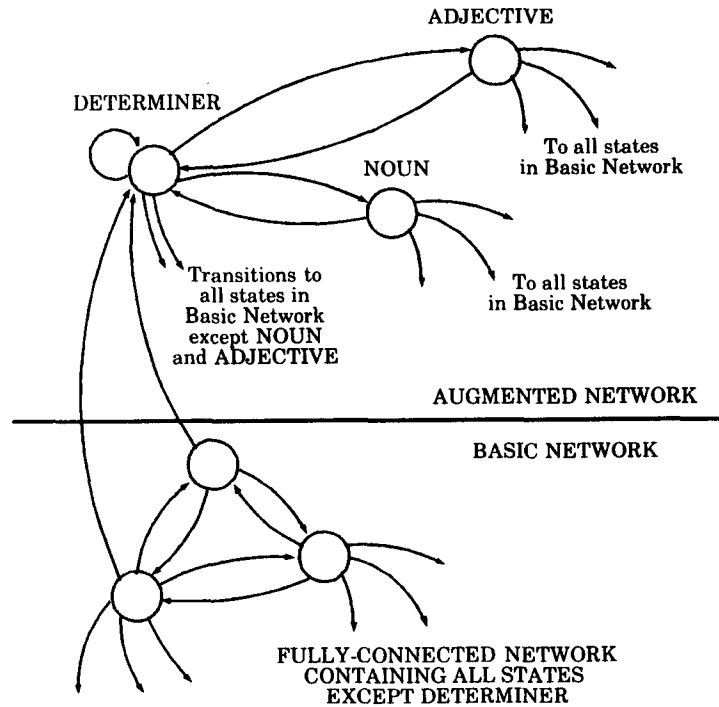 ADJECTIVE
DETERMINER
To all states
in Basic Network
NOUN
Transitions to
all states in
Basic Network
except NOUN
and ADJECTIVE
To all states
in Basic Network
AUGMENTED NETWORK
BASIC NETWORK
FULLY-CONNECTED NETWORK
CONTAINING ALL STATES
EXCEPT DETERMINER